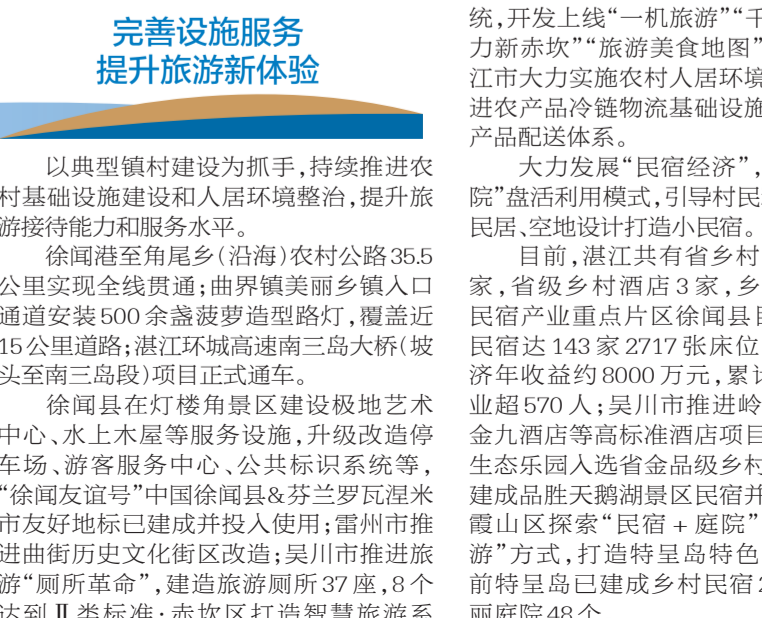 完善设施服务
提升旅游新体验
以典型镇村建设为抓手,持续推进农
村基础设施建设和人居环境整治,提升旅
游接待能力和服务水平。
徐闻港至角尾乡(沿海)农村公路35.5
公里实现全线贯通;曲界镇美丽乡镇入口
通道安装500余盏菠萝造型路灯,覆盖近
15公里道路;湛江环城高速南三岛大桥(坡
头至南三岛段)项目正式通车。
徐闻县在灯楼角景区建设极地艺术
中心、水上木屋等服务设施,升级改造停
车场、游客服务中心、公共标识系统等,
“徐闻友谊号”中国徐闻县&芬兰罗瓦涅米
市友好地标已建成并投入使用;雷州市推
进曲街历史文化街区改造;吴川市推进旅
游“厕所革命”,建造旅游厕所37座,8个
达到Ⅱ类标准;赤坎区打造智慧旅游系
统,开发上线“一机旅游”“千
力新赤坎”“旅游美食地图”
江市大力实施农村人居环境
进农产品冷链物流基础设施
产品配送体系。
大力发展“民宿经济”,
院”盘活利用模式,引导村民
民居、空地设计打造小民宿。
目前,湛江共有省乡村
家,省级乡村酒店3家,乡
民宿产业重点片区徐闻县
民宿达143家2717张床位
济年收益约8000万元,累计
业超570人;吴川市推进岭
金九酒店等高标准酒店项目
生态乐园入选省金品级乡村
建成品胜天鹅湖景区民宿并
霞山区探索“民宿+庭院”
游”方式,打造特呈岛特色
前特呈岛已建成乡村民宿2
丽庭院48个